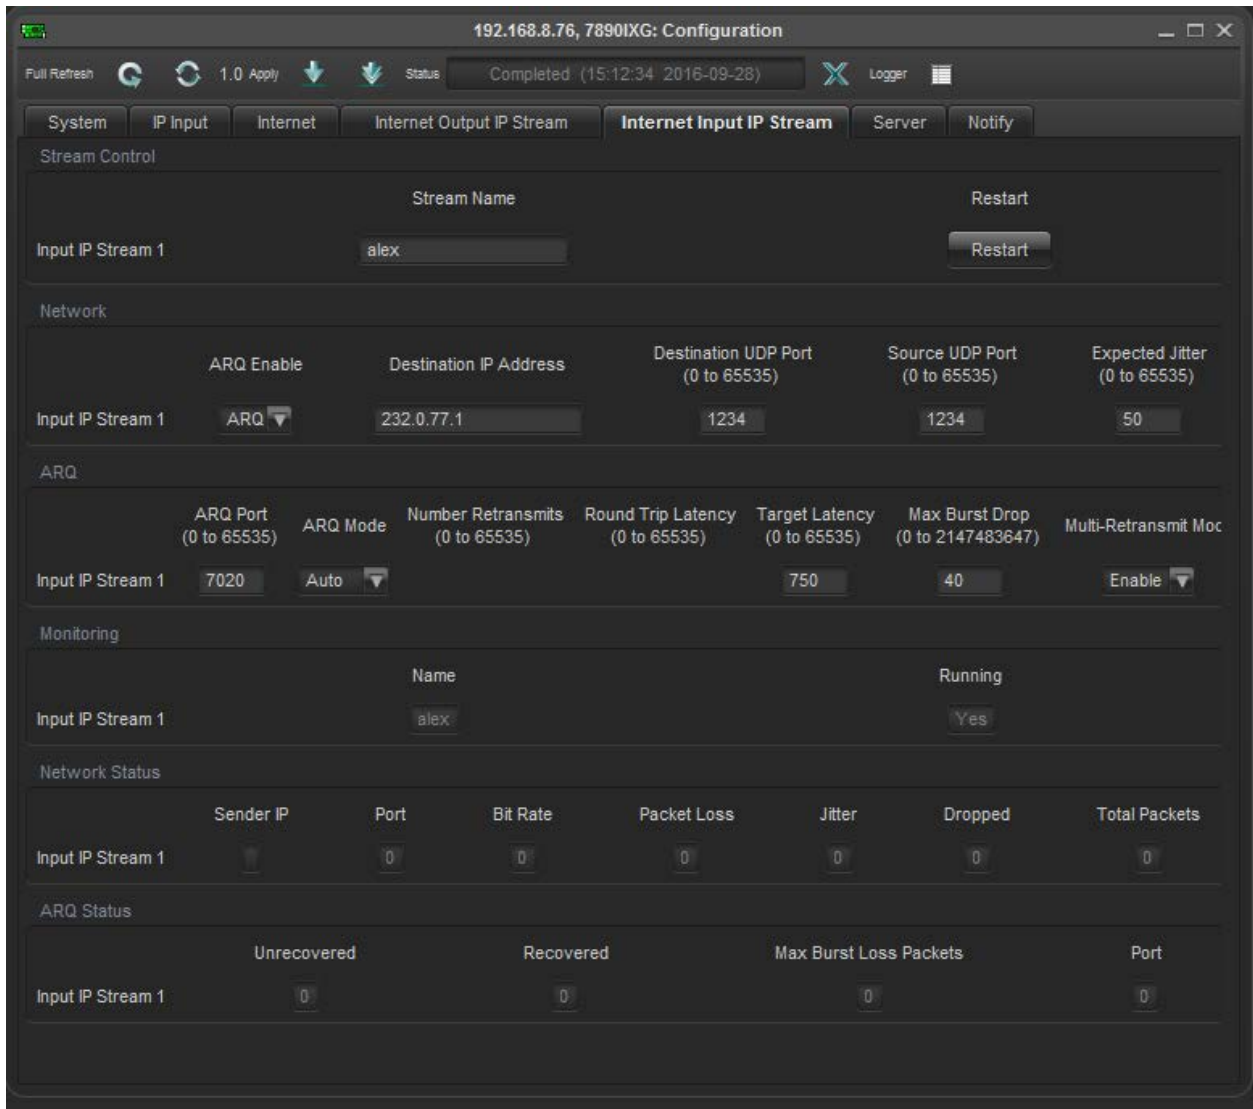 192.168.8.76, 7890IXG: Configuration
Full Refresh 1.0 Apply Status Completed (15:12:34 2016-09-28) Logger
System IP Input Internet Internet Output IP Stream Internet Input IP Stream Server Notify
Stream Control
Stream Name Restart
Input IP Stream 1 alex Restart
Network
ARQ Enable Destination IP Address Destination UDP Port (0 to 65535) Source UDP Port (0 to 65535) Expected Jitter (0 to 65535)
Input IP Stream 1 ARQ 232.0.77.1 1234 1234 50
ARQ
ARQ Port (0 to 65535) ARQ Mode Number Retransmits (0 to 65535) Round Trip Latency (0 to 65535) Target Latency (0 to 65535) Max Burst Drop (0 to 2147483647) Multi-Retransmit Moc
Input IP Stream 1 7020 Auto 750 40 Enable
Monitoring
Name Running
Input IP Stream 1 alex Yes
Network Status
Sender IP Port Bit Rate Packet Loss Jitter Dropped Total Packets
Input IP Stream 1 0 0 0 0 0 0
ARQ Status
Unrecovered Recovered Max Burst Loss Packets Port
Input IP Stream 1 0 0 0 0